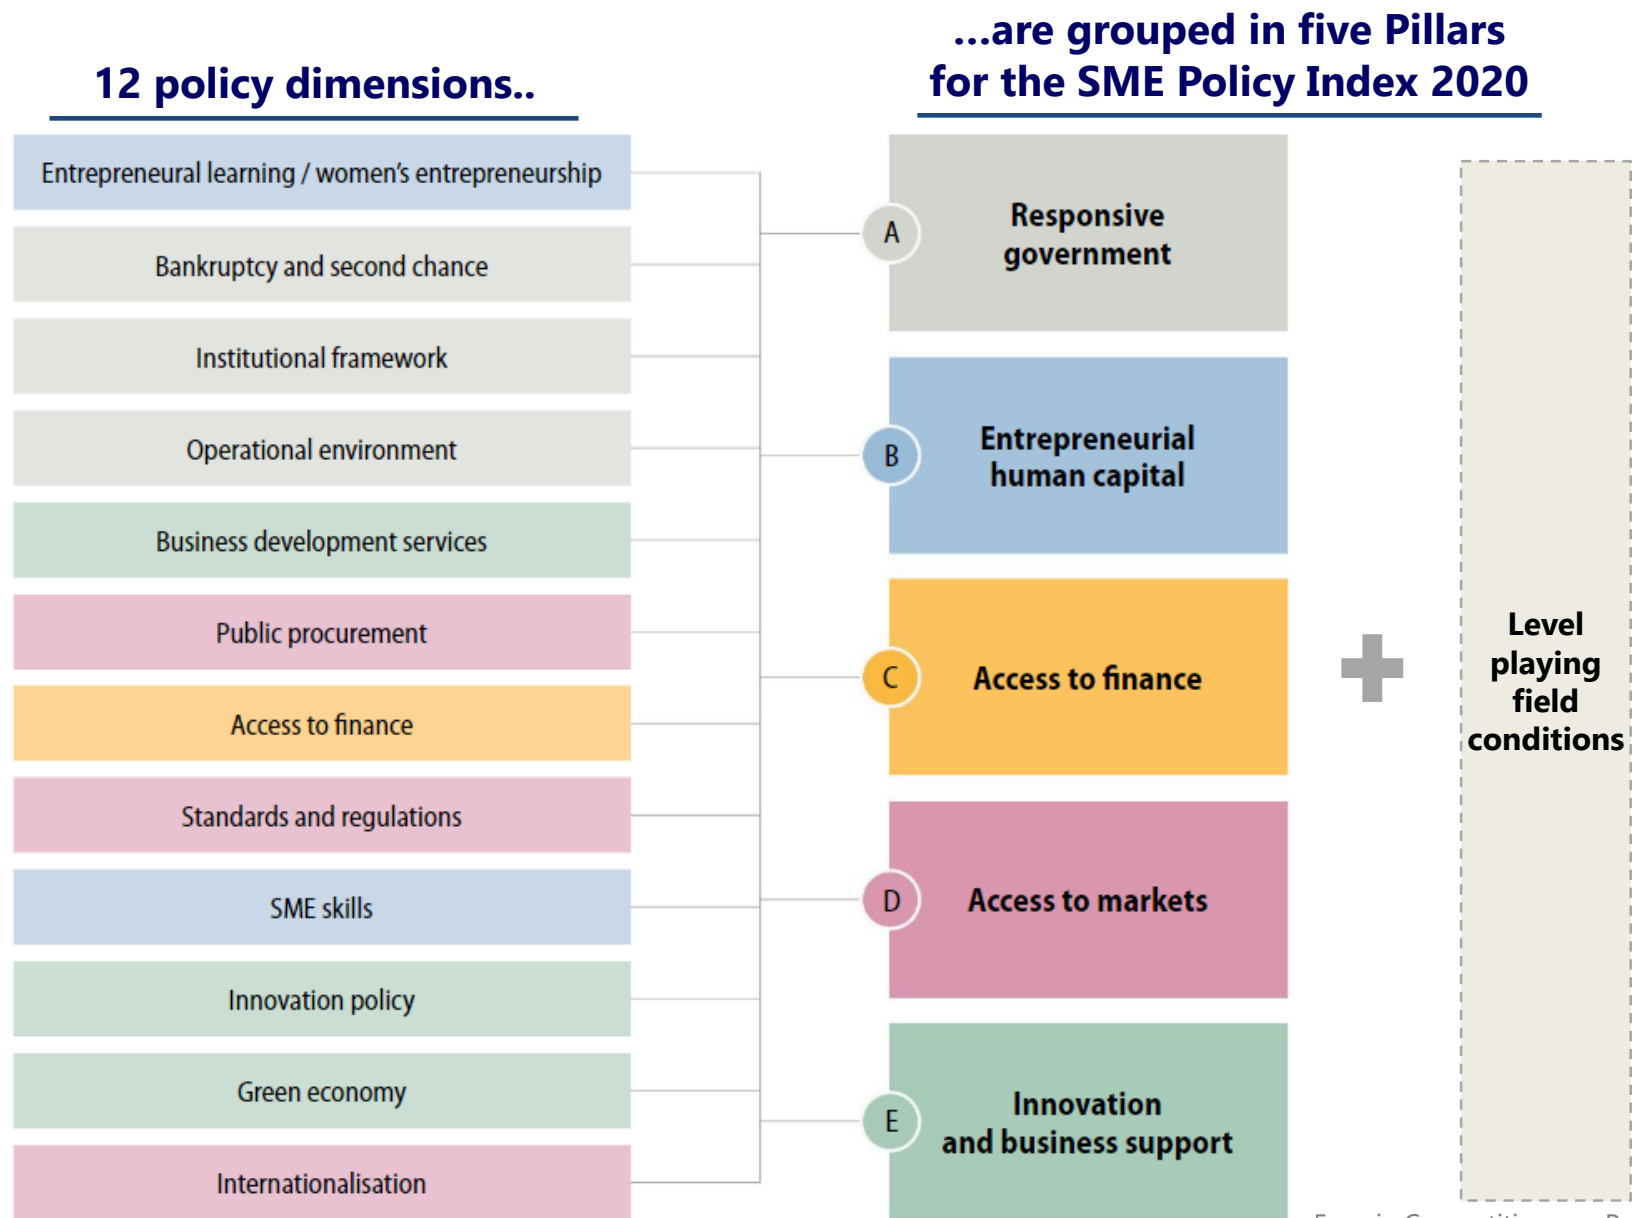 12 policy dimensions..
Entrepreneural learning / women's entrepreneurship
Bankruptcy and second chance
Institutional framework
Operational environment
Business development services
Public procurement
Access to finance
Standards and regulations
SME skills
Innovation policy
Green economy
Internationalisation
...are grouped in five Pillars
for the SME Policy Index 2020
A
Responsive
government
B
Entrepreneurial
human capital
C
Access to finance
D
Access to markets
E
Innovation
and business support
Level
playing
field
conditions